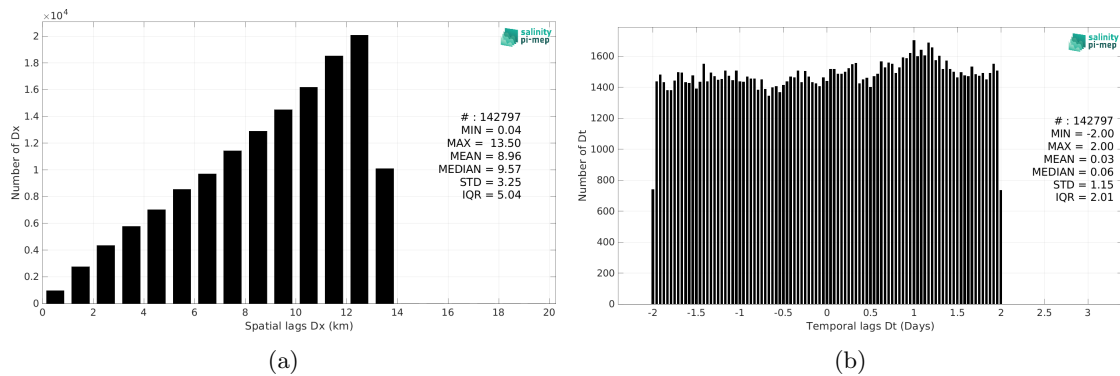 ×10⁴
2
1.8
1.6
1.4
1.2
1
0.8
0.6
0.4
0.2
0
Number of Dx
0 2 4 6 8 10 12 14 16 18 20
Spatial lags Dx (km)
salinity
pi-mep
# : 142797
MIN = 0.04
MAX = 13.50
MEAN = 8.96
MEDIAN = 9.57
STD = 3.25
IQR = 5.04
(a)
1600
1400
1200
1000
800
600
400
200
0
Number of Dt
-2 -1.5 -1 -0.5 0 0.5 1 1.5 2 2.5 3
Temporal lags Dt (Days)
salinity
pi-mep
# : 142797
MIN = -2.00
MAX = 2.00
MEAN = 0.03
MEDIAN = 0.06
STD = 1.15
IQR = 2.01
(b)